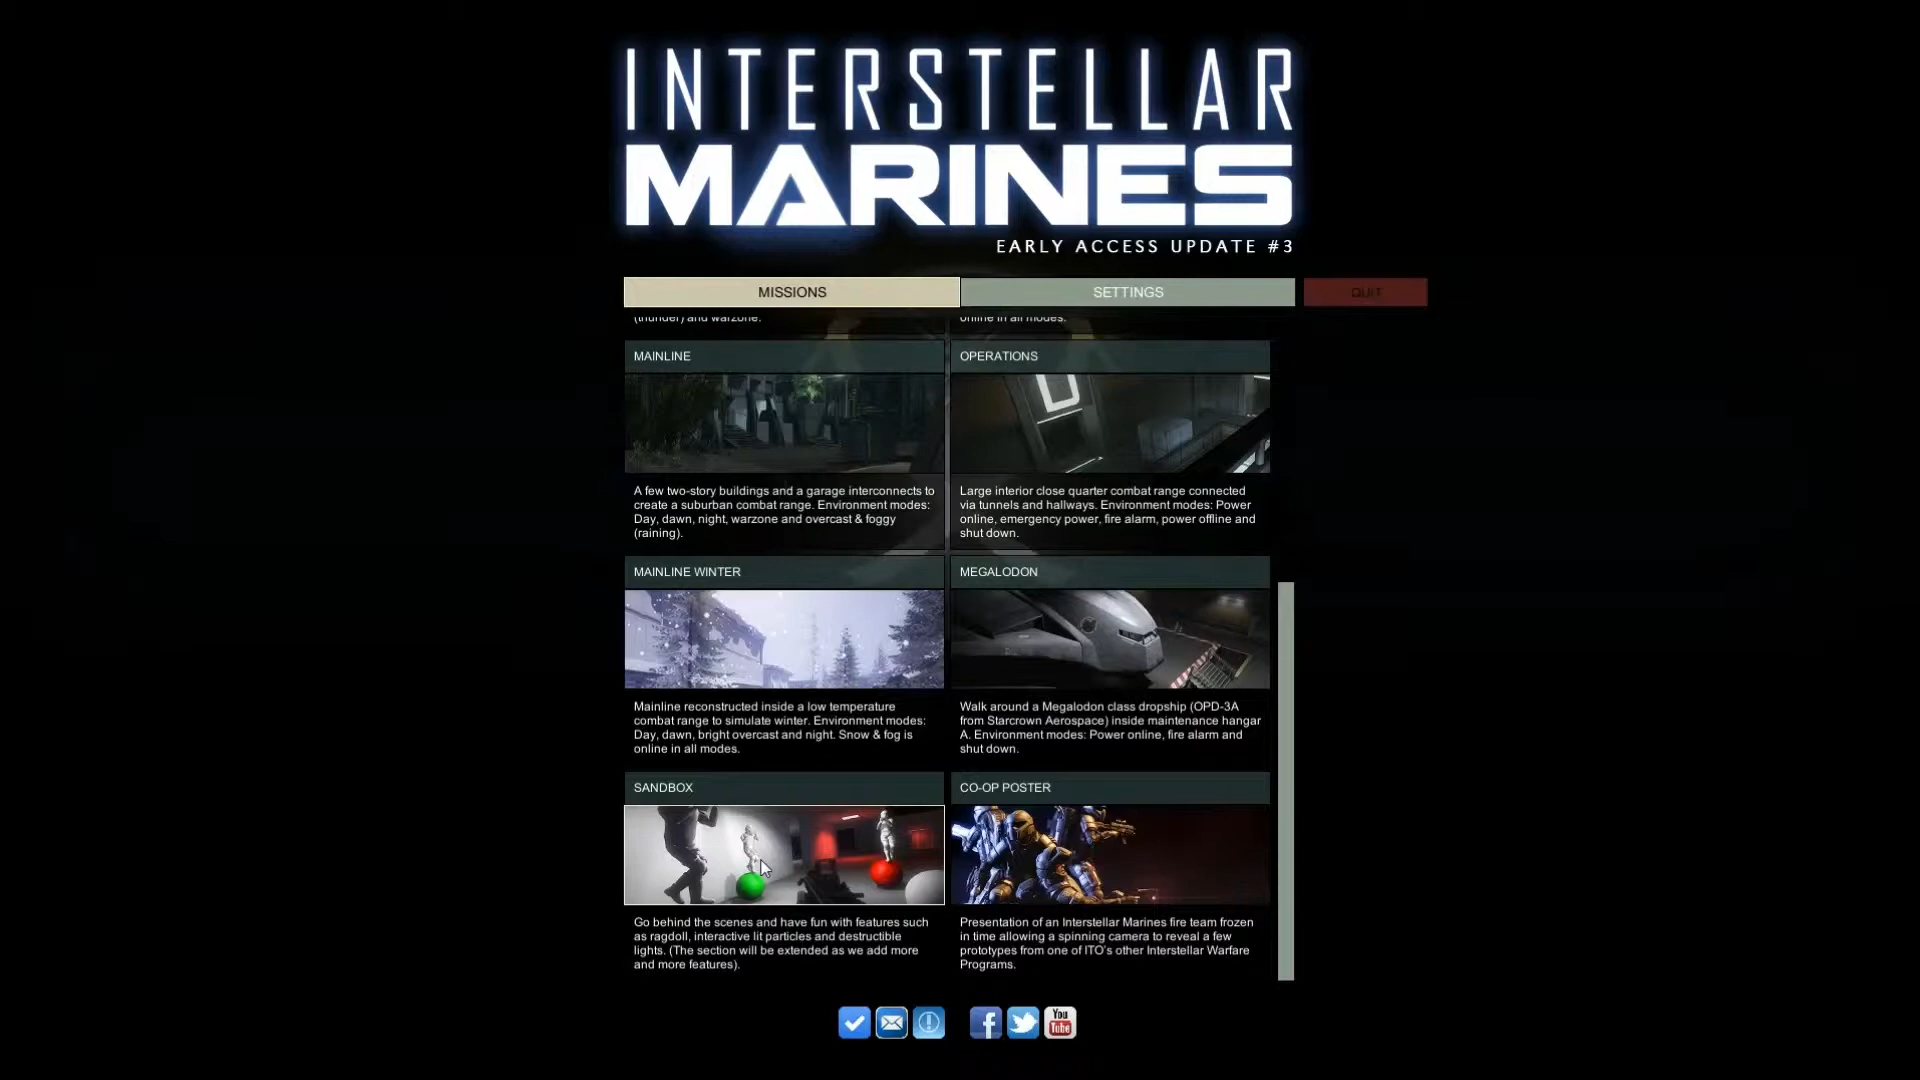 INTERSTELLAR
MARINES
EARLY ACCESS UPDATE #3
MISSIONS
SETTINGS
QUIT
(thunder) and warzone.
online in all modes.
MAINLINE
A few two-story buildings and a garage interconnects to
create a suburban combat range. Environment modes:
Day, dawn, night, warzone and overcast & foggy
(raining).
OPERATIONS
D
Large interior close quarter combat range connected
via tunnels and hallways. Environment modes: Power
online, emergency power, fire alarm, power offline and
shut down.
MAINLINE WINTER
Mainline reconstructed inside a low temperature
combat range to simulate winter. Environment modes:
Day, dawn, bright overcast and night. Snow & fog is
online in all modes.
MEGALODON
Walk around a Megalodon class dropship (OPD-3A
from Starcrown Aerospace) inside maintenance hangar
A. Environment modes: Power online, fire alarm and
shut down.
SANDBOX
Go behind the scenes and have fun with features such
as ragdoll, interactive lit particles and destructible
lights. (The section will be extended as we add more
and more features).
CO-OP POSTER
Presentation of an Interstellar Marines fire team frozen
in time allowing a spinning camera to reveal a few
prototypes from one of ITO's other Interstellar Warfare
Programs.
You
Tube